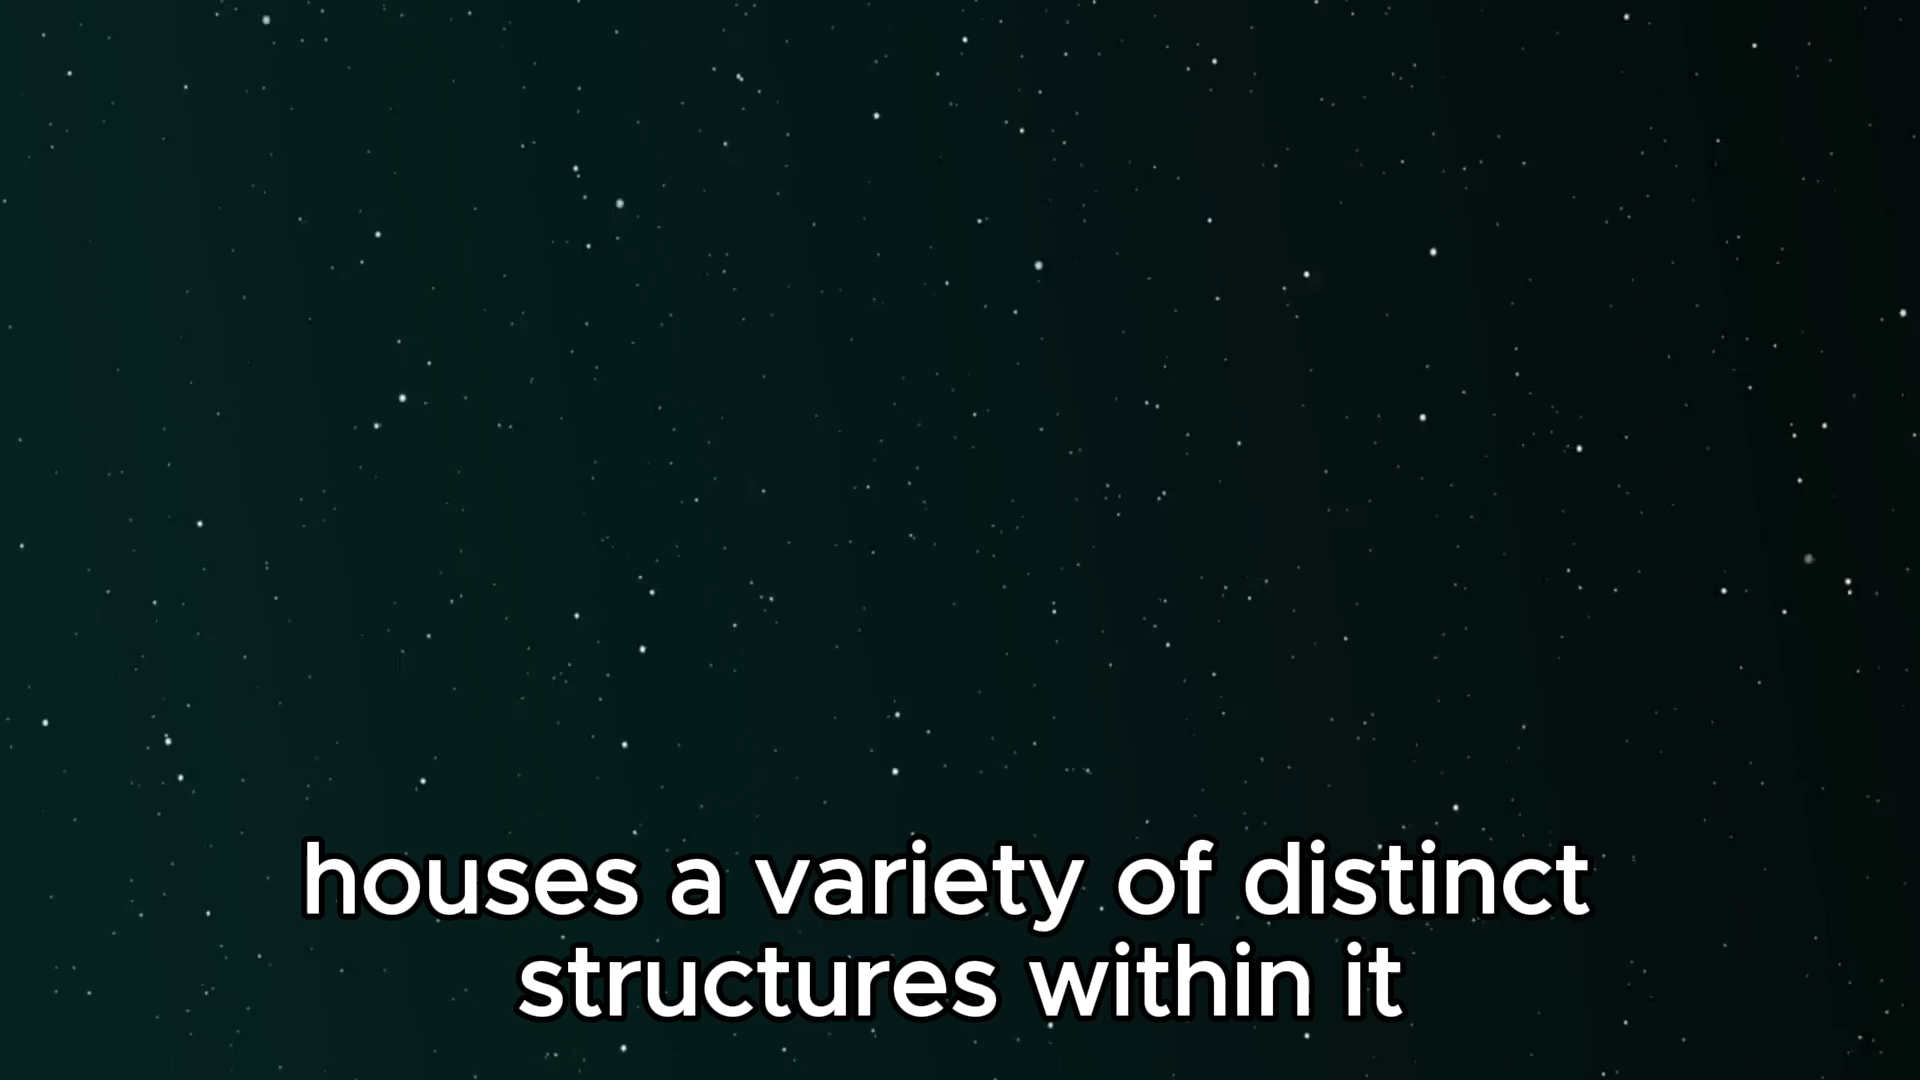 houses a variety of distinct
structures within it